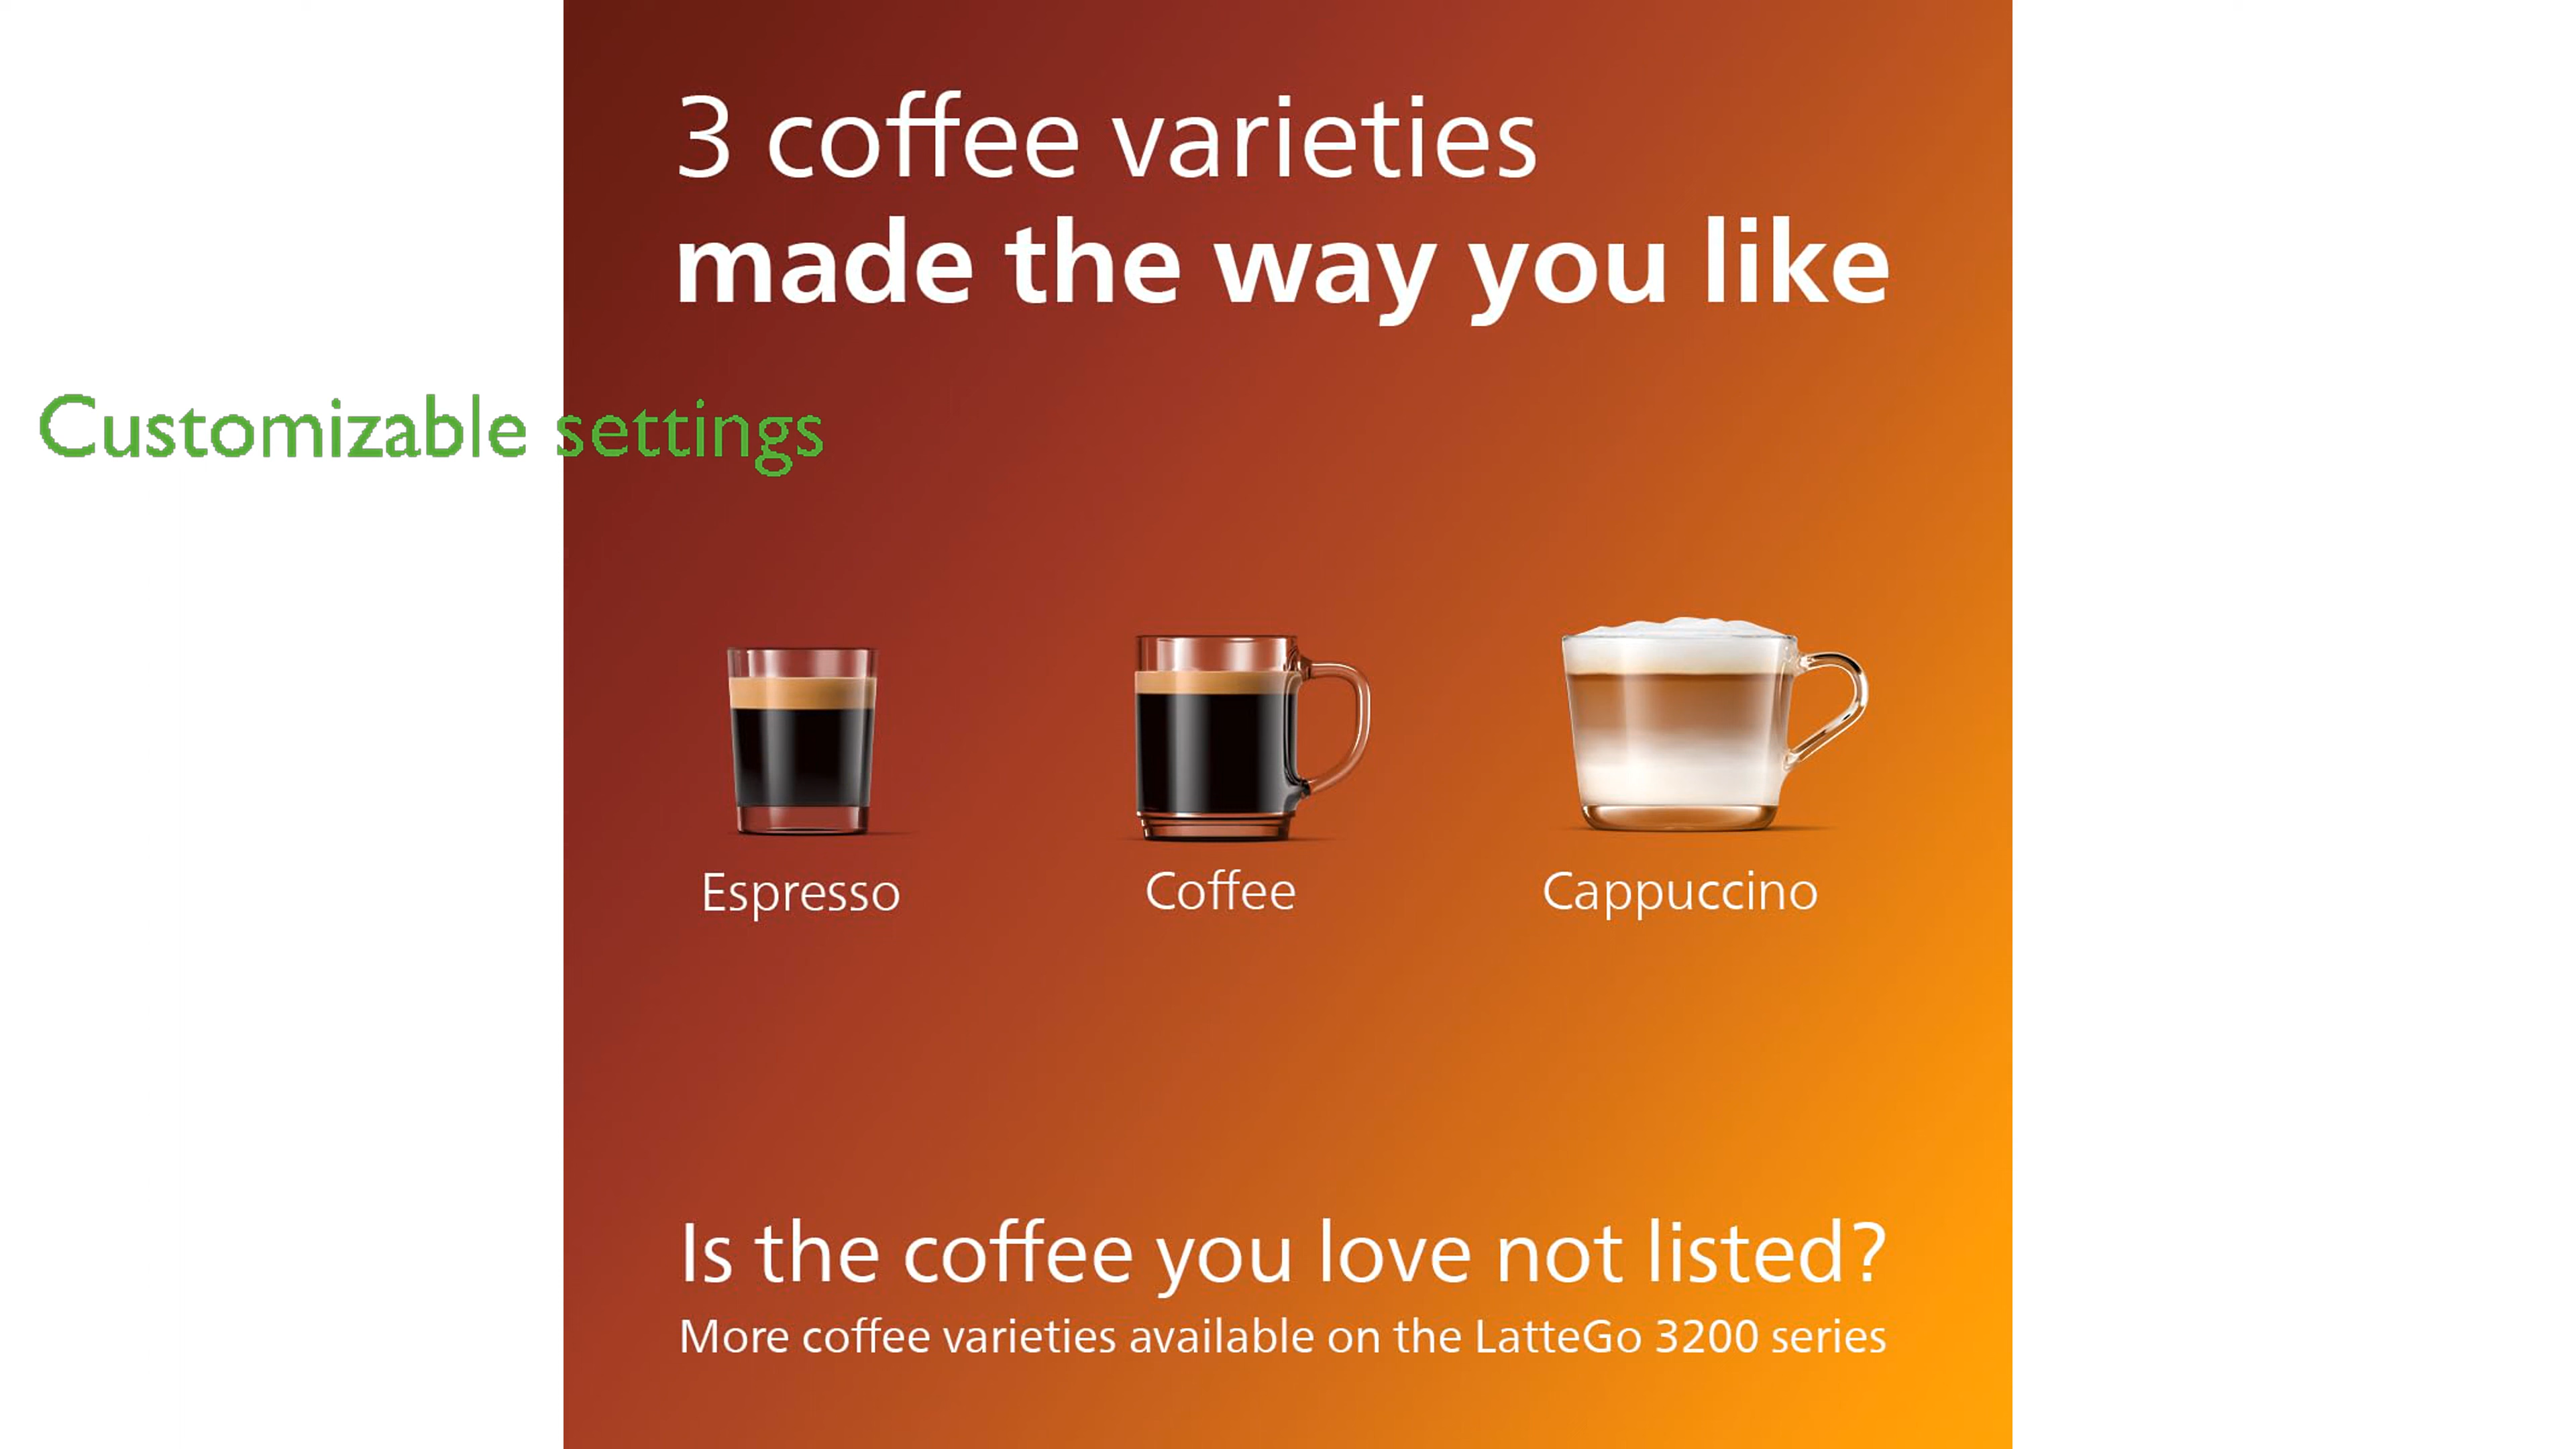 3 coffee varieties
made the way you like
Customizable settings
Espresso
Coffee
Cappuccino
Is the coffee you love not listed?
More coffee varieties available on the LatteGo 3200 series